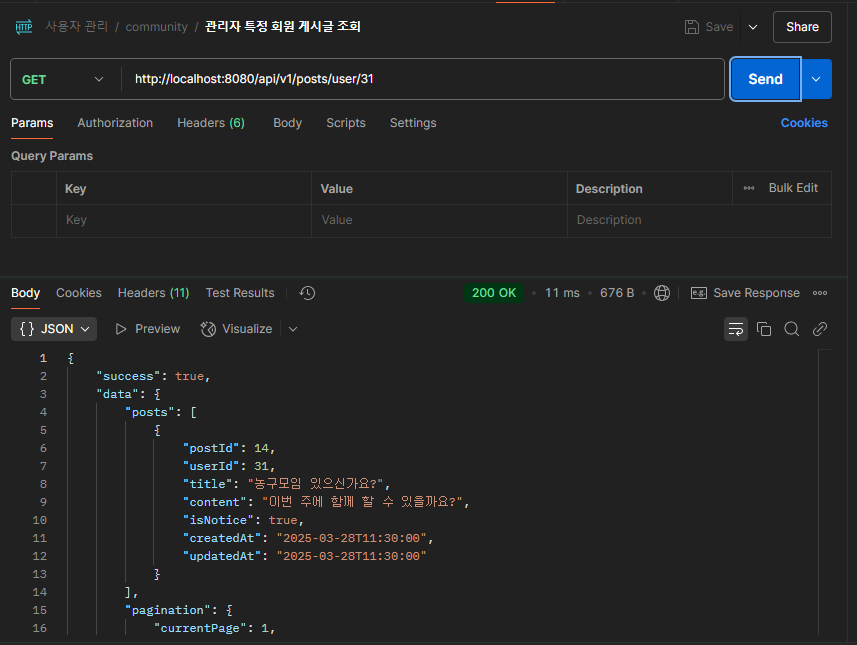 HTTP 사용자 관리 / community / 관리자 특정 회원 게시글 조회 Save Share
GET http://localhost:8080/api/v1/posts/user/31 Send
Params Authorization Headers (6) Body Scripts Settings Cookies
Query Params
Key Value Description Bulk Edit
Key Value Description
Body Cookies Headers (11) Test Results 200 OK 11 ms 676 B e.g. Save Response
{} JSON Preview Visualize
1 {
2 "success": true,
3 "data": {
4 "posts": [
5 {
6 "postId": 14,
7 "userId": 31,
8 "title": "농구모임 있으신가요?",
9 "content": "이번 주에 함께 할 수 있을까요?",
10 "isNotice": true,
11 "createdAt": "2025-03-28T11:30:00",
12 "updatedAt": "2025-03-28T11:30:00"
13 }
14 ],
15 "pagination": {
16 "currentPage": 1,